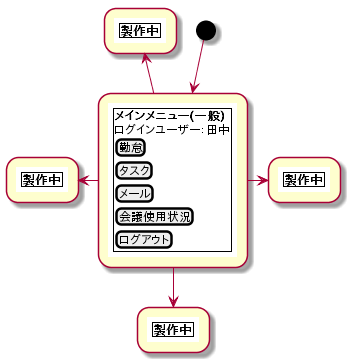 製作中
メインメニュー(一般)
ログインユーザー: 田中
勤怠
タスク
メール
会議使用状況
ログアウト
製作中
製作中
製作中